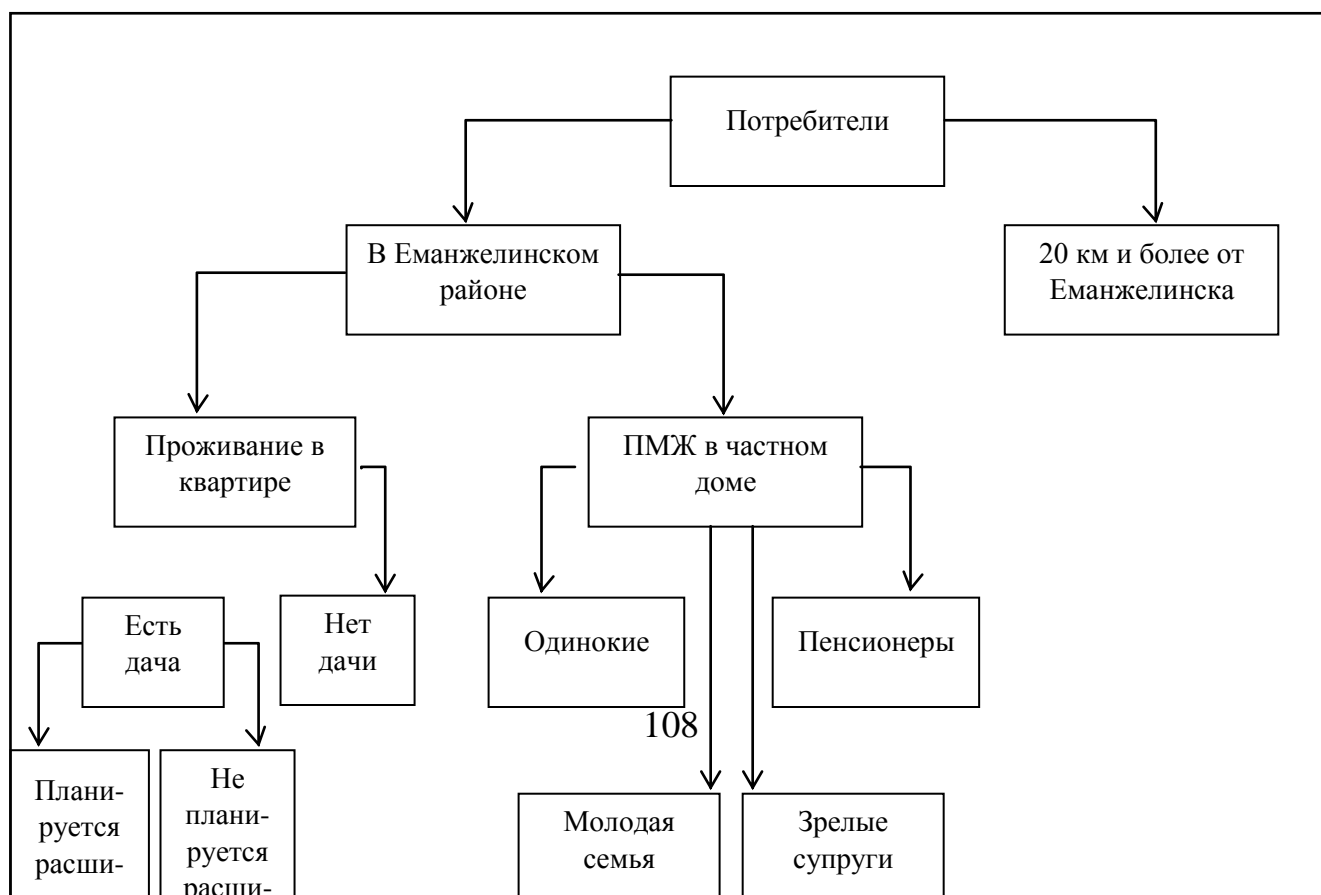 Потребители
В Еманжелинском
районе
20 км и более от
Еманжелинска
Проживание в
квартире
ПМЖ в частном
доме
Есть
дача
Нет
дачи
Одинокие
Пенсионеры
108
Плани-
руется
расши-
Не
плани-
руется
расши-
Молодая
семья
Зрелые
супруги